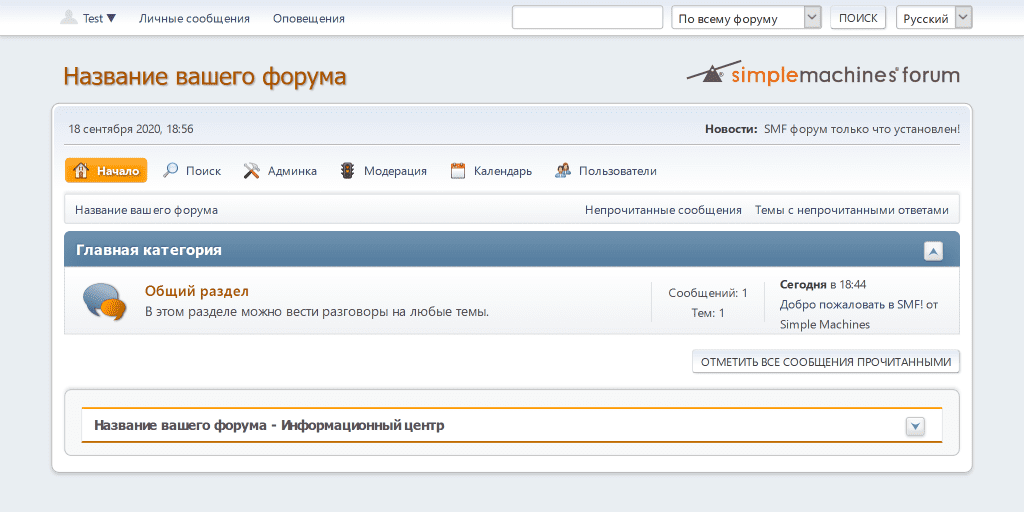 Test ▼ Личные сообщения Оповещения По всему форуму ПОИСК Русский
Название вашего форума simplemachines® forum
18 сентября 2020, 18:56 Новости: SMF форум только что установлен!
Начало Поиск Админка Модерация Календарь Пользователи
Название вашего форума Непрочитанные сообщения Темы с непрочитанными ответами
Главная категория
Общий раздел
В этом разделе можно вести разговоры на любые темы.
Сообщений: 1
Тем: 1
Сегодня в 18:44
Добро пожаловать в SMF! от
Simple Machines
ОТМЕТИТЬ ВСЕ СООБЩЕНИЯ ПРОЧИТАННЫМИ
Название вашего форума - Информационный центр